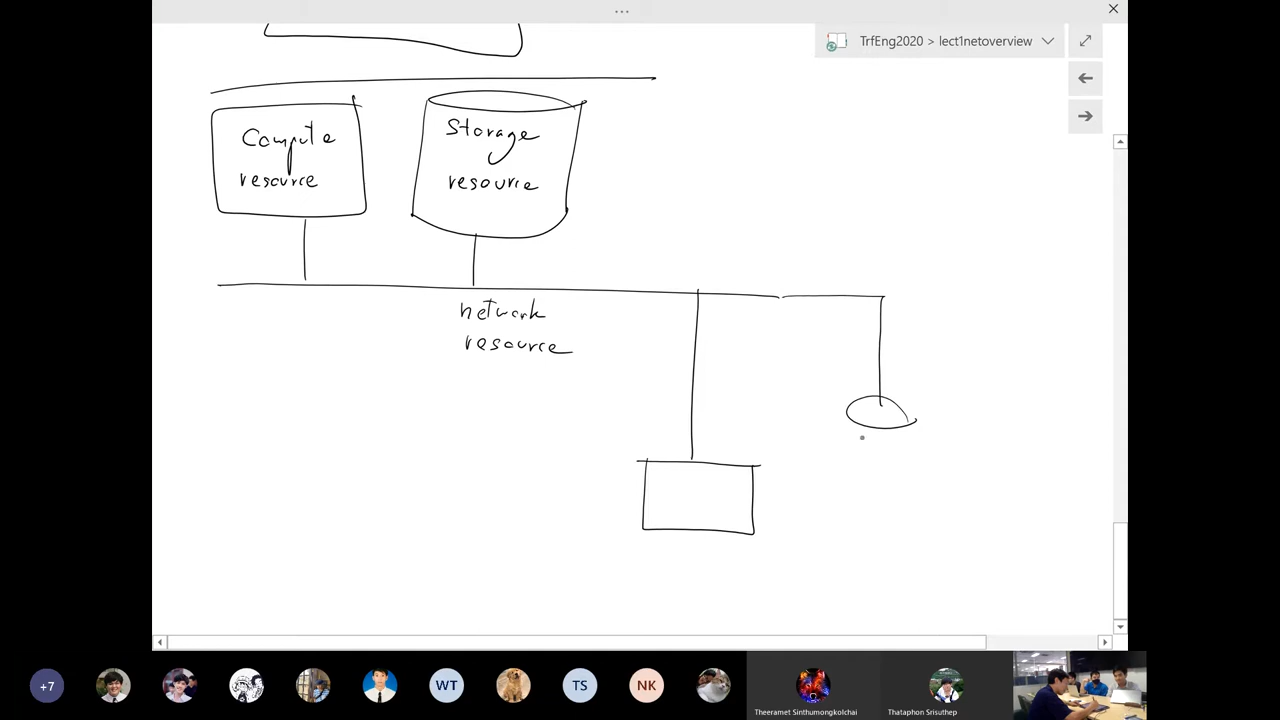 ...
TrfEng2020 > lect1netoverview
Compute
resource
Storage
resource
network
resource
+7
WT
TS
NK
Theeramet Sinthumongkolchai
Thataphon Srisuthep